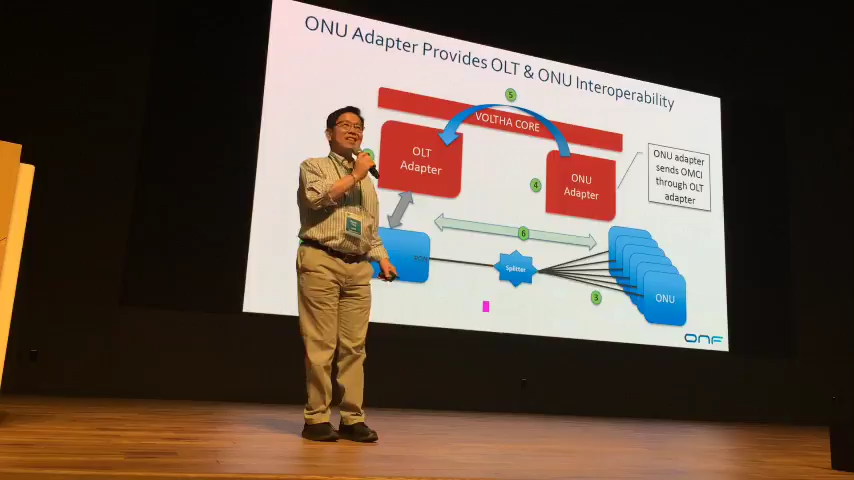 ONU Adapter Provides OLT & ONU Interoperability
5
VOLTHA CORE
OLT
Adapter
4
ONU
Adapter
ONU adapter
sends OMCI
through OLT
adapter
6
Splitter
3
ONU
ONF